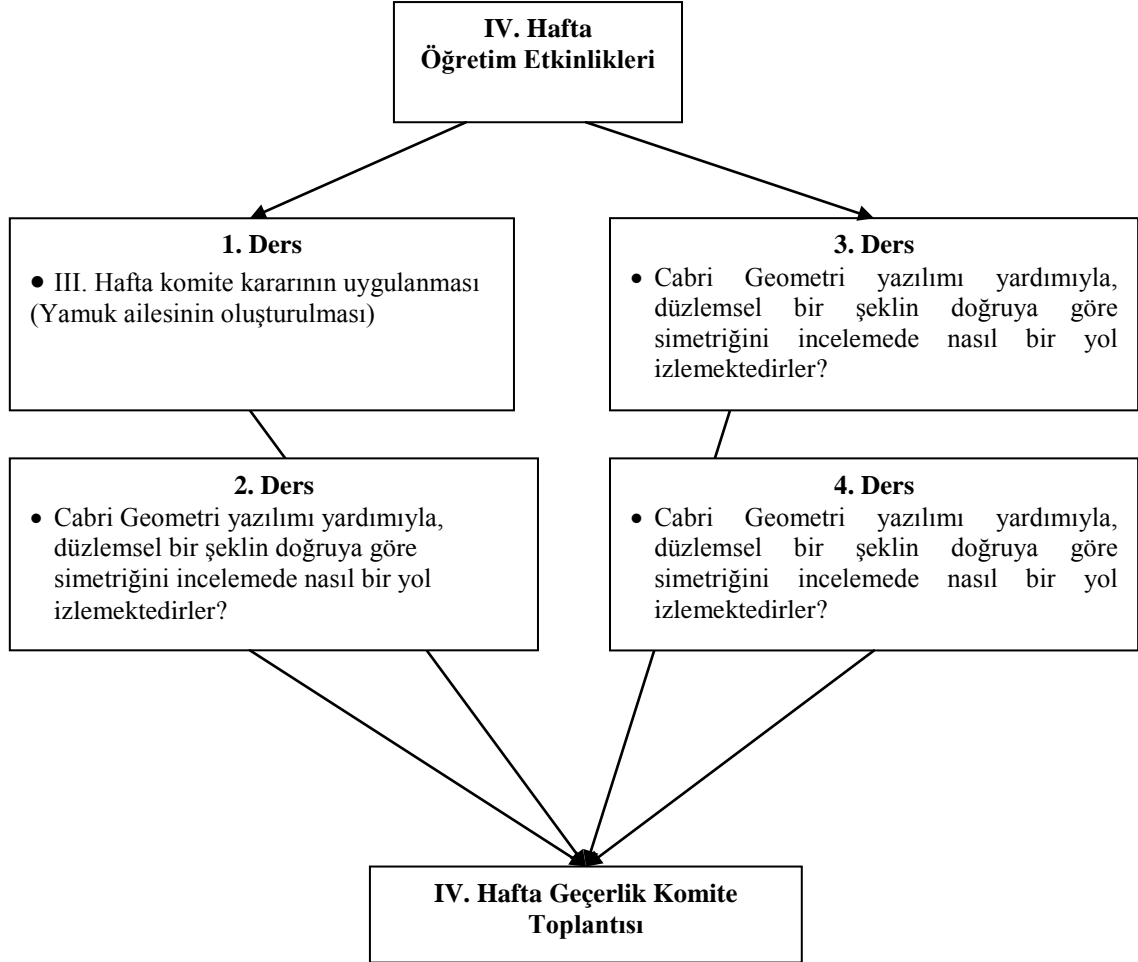 IV. Hafta
Öğretim Etkinlikleri
1. Ders
• III. Hafta komite kararının uygulanması
(Yamuk ailesinin oluşturulması)
3. Ders
• Cabri Geometri yazılımı yardımıyla,
düzlemsel bir şeklin doğruya göre
simetriğini incelemede nasıl bir yol
izlemektedirler?
2. Ders
• Cabri Geometri yazılımı yardımıyla,
düzlemsel bir şeklin doğruya göre
simetriğini incelemede nasıl bir yol
izlemektedirler?
4. Ders
• Cabri Geometri yazılımı yardımıyla,
düzlemsel bir şeklin doğruya göre
simetriğini incelemede nasıl bir yol
izlemektedirler?
IV. Hafta Geçerlik Komite
Toplantısı